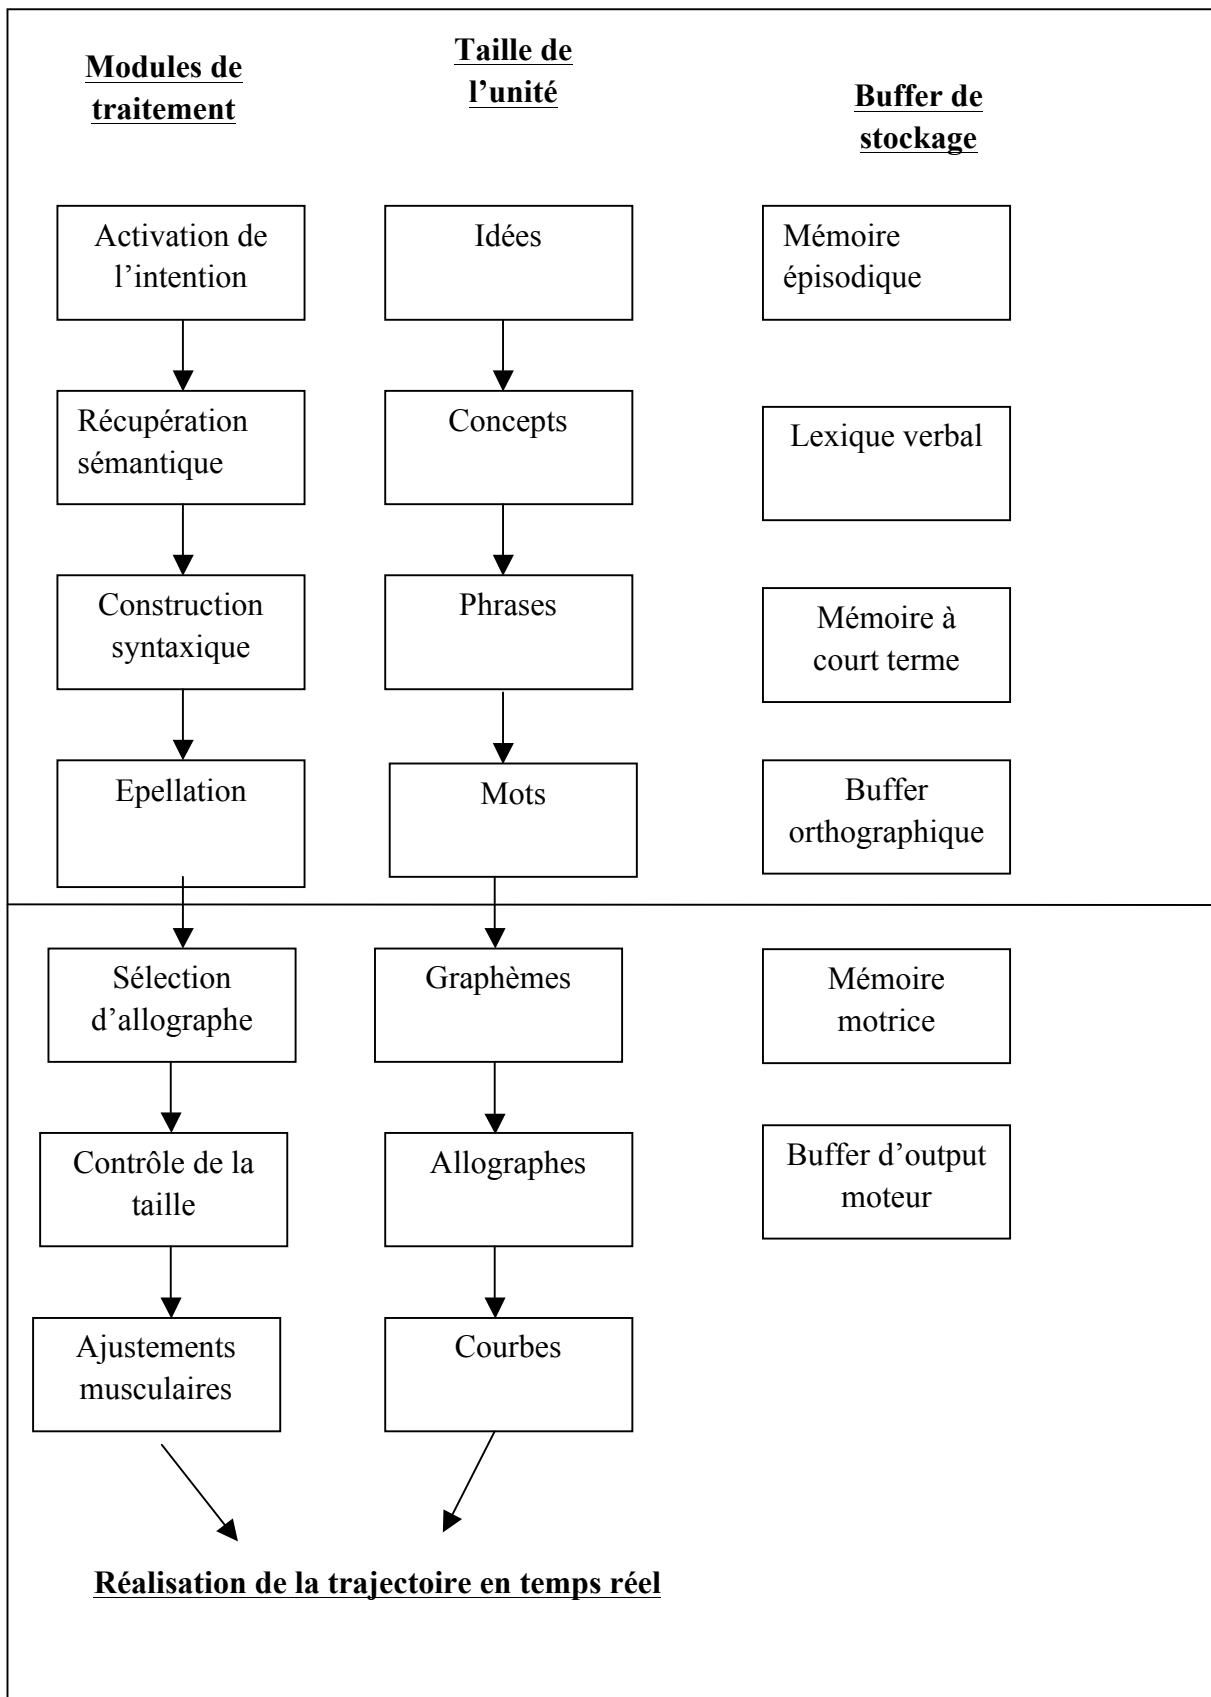 Modules de
traitement
Taille de
l’unité
Buffer de
stockage
Activation de
l’intention
Idées
Mémoire
épisodique
Récupération
sémantique
Concepts
Lexique verbal
Construction
syntaxique
Phrases
Mémoire à
court terme
Epellation
Mots
Buffer
orthographique
Sélection
d’allographe
Graphèmes
Mémoire
motrice
Contrôle de la
taille
Allographes
Buffer d’output
moteur
Ajustements
musculaires
Courbes
Réalisation de la trajectoire en temps réel